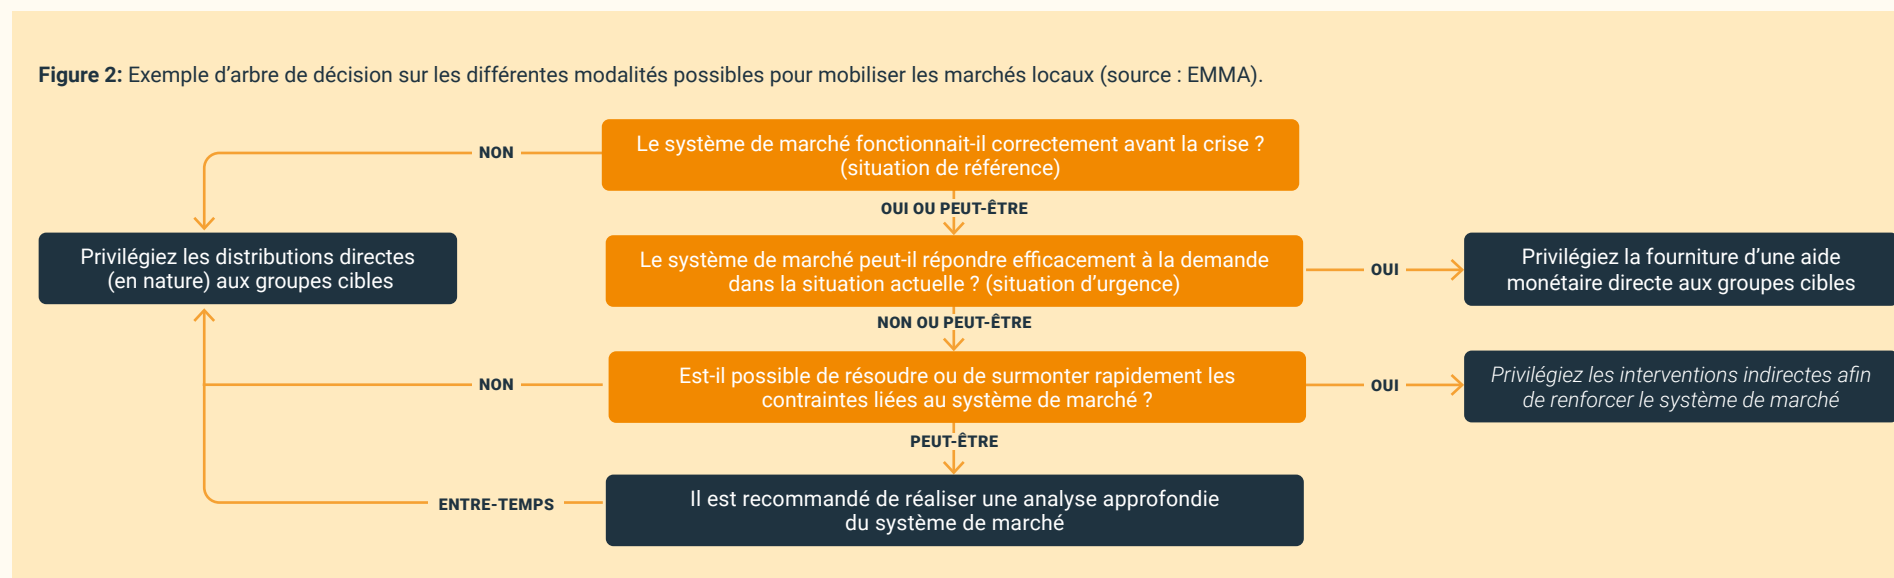 Figure 2: Exemple d’arbre de décision sur les différentes modalités possibles pour mobiliser les marchés locaux (source : EMMA).
Le système de marché fonctionnait-il correctement avant la crise ?
(situation de référence)
NON
OUI OU PEUT-ÊTRE
Privilégiez les distributions directes
(en nature) aux groupes cibles
Le système de marché peut-il répondre efficacement à la demande
dans la situation actuelle ? (situation d’urgence)
OUI
Privilégiez la fourniture d’une aide
monétaire directe aux groupes cibles
NON OU PEUT-ÊTRE
NON
Est-il possible de résoudre ou de surmonter rapidement les
contraintes liées au système de marché ?
OUI
Privilégiez les interventions indirectes afin
de renforcer le système de marché
PEUT-ÊTRE
ENTRE-TEMPS
Il est recommandé de réaliser une analyse approfondie
du système de marché